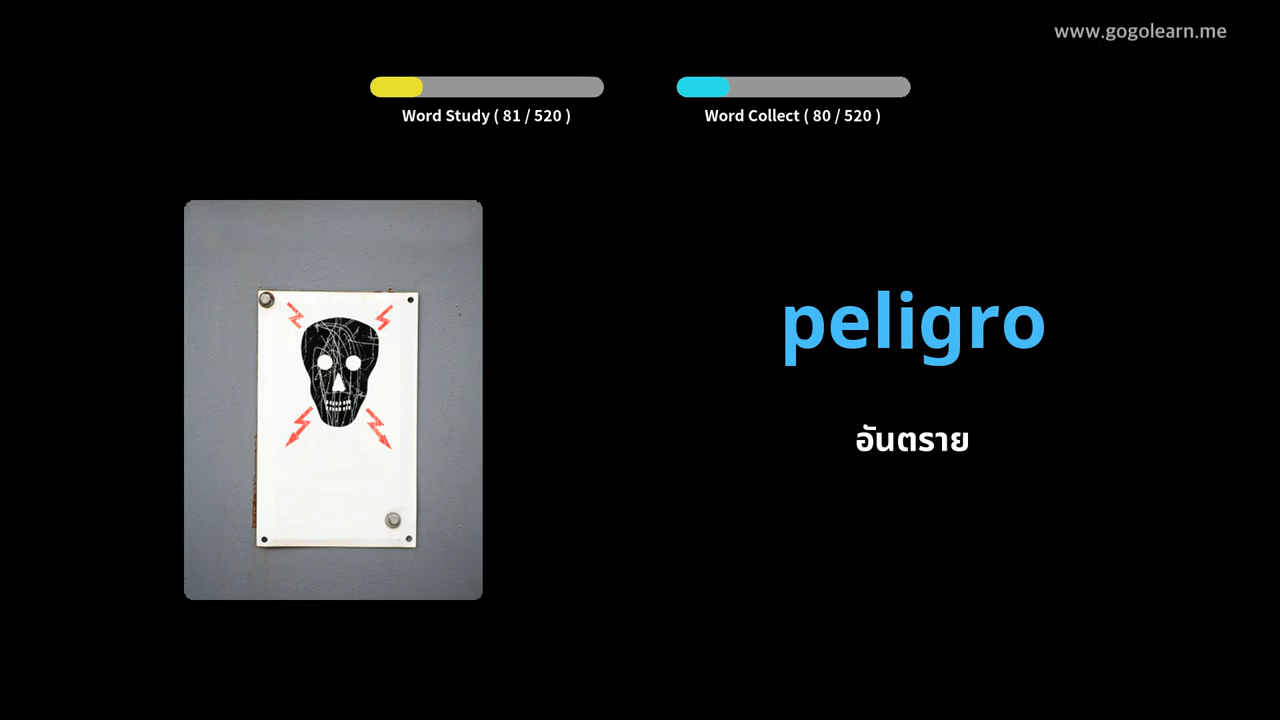 www.gogolearn.me
Word Study ( 81 / 520 )
Word Collect ( 80 / 520 )
peligro
อันตราย